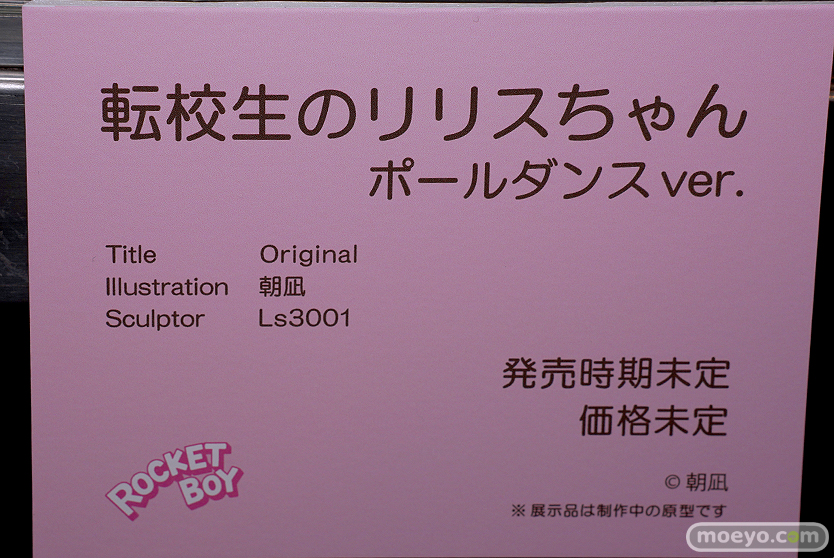 転校生のリリスちゃん
ポールダンスver.
Title Original
Illustration 朝凪
Sculptor Ls3001
発売時期未定
価格未定
ROCKET
BOY
© 朝凪
※展示品は制作中の原型です
moeyo.com